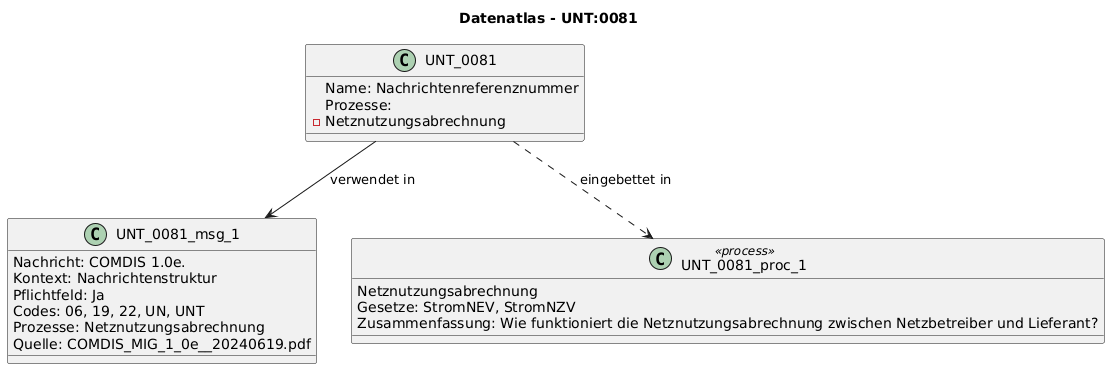 Datenatlas - UNT:0081
C UNT_0081
Name: Nachrichtenreferenznummer
Prozesse:
Netznutzungsabrechnung
verwendet in
eingebettet in
C UNT_0081_msg_1
Nachricht: COMDIS 1.0e.
Kontext: Nachrichtenstruktur
Pflichtfeld: Ja
Codes: 06, 19, 22, UN, UNT
Prozesse: Netznutzungsabrechnung
Quelle: COMDIS_MIG_1_0e__20240619.pdf
«process»
C UNT_0081_proc_1
Netznutzungsabrechnung
Gesetze: StromNEV, StromNZV
Zusammenfassung: Wie funktioniert die Netznutzungsabrechnung zwischen Netzbetreiber und Lieferant?